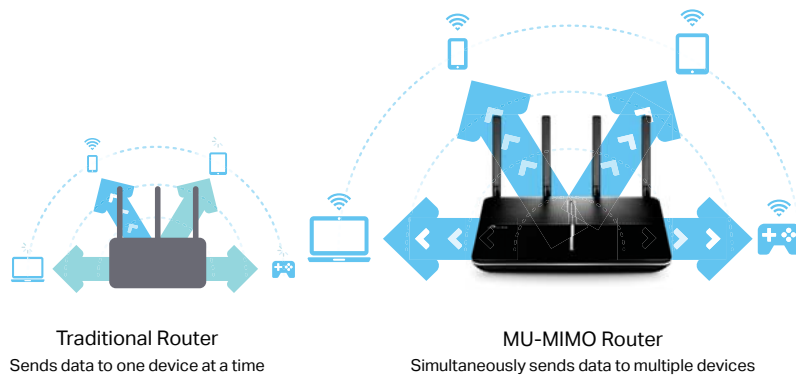 Traditional Router
Sends data to one device at a time
MU-MIMO Router
Simultaneously sends data to multiple devices